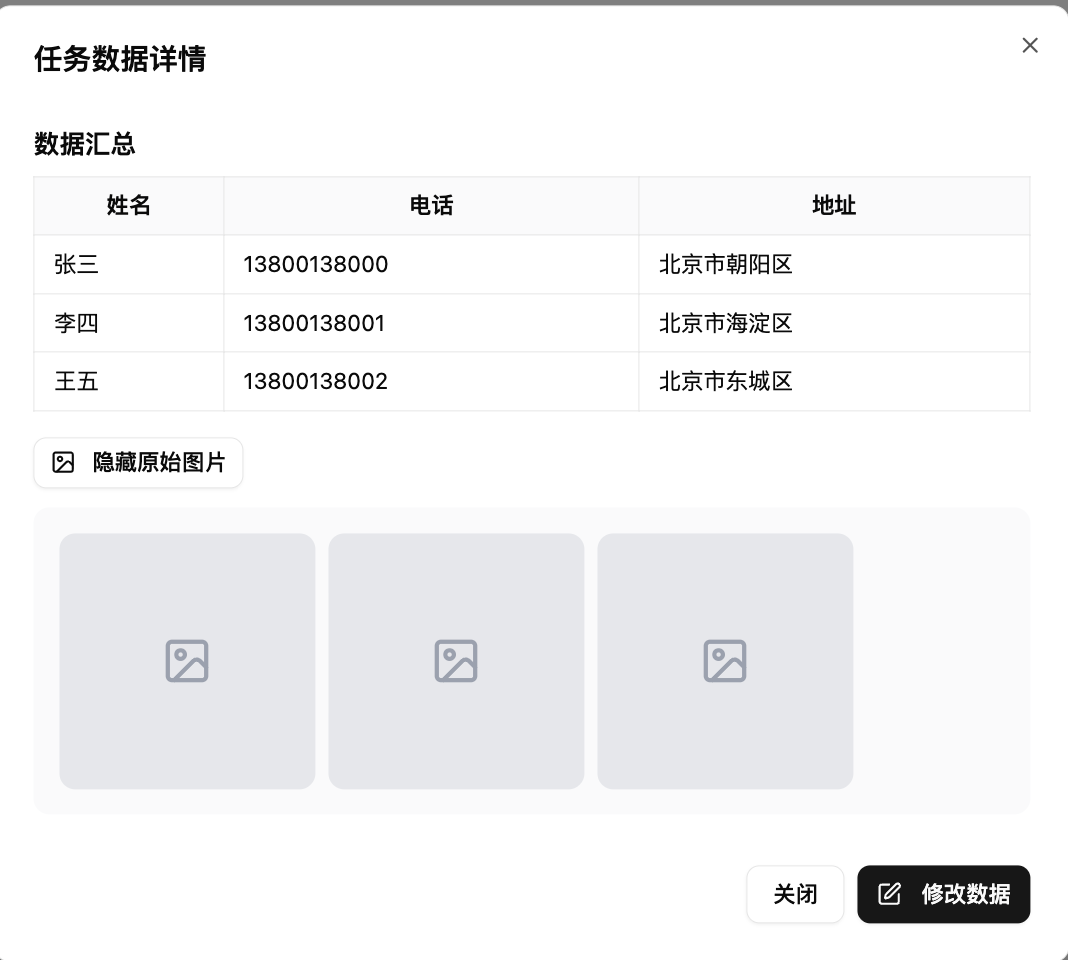 任务数据详情
数据汇总
姓名 电话 地址
张三 13800138000 北京市朝阳区
李四 13800138001 北京市海淀区
王五 13800138002 北京市东城区
隐藏原始图片
关闭 修改数据